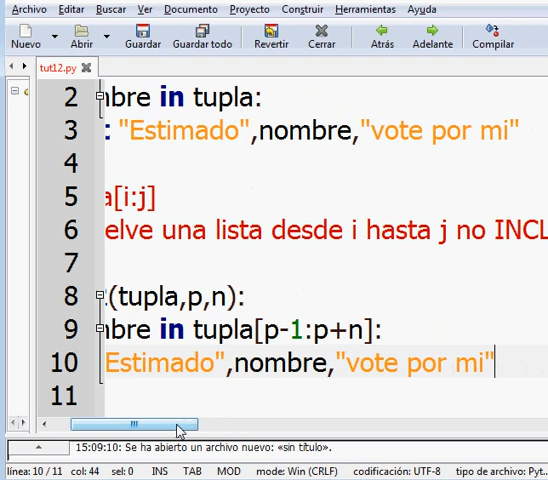 Archivo Editar Buscar Ver Documento Proyecto Construir Herramientas Ayuda
Nuevo Abrir Guardar Guardar todo Revertir Cerrar Atrás Adelante Compilar
tut12.py
2 mbre in tupla:
3 : "Estimado",nombre,"vote por mi"
4
5 a[i:j]
6 elve una lista desde i hasta j no INCL
7
8 (tupla,p,n):
9 mbre in tupla[p-1:p+n]:
10 Estimado",nombre,"vote por mi"
11
15:09:10: Se ha abierto un archivo nuevo: «sin título».
línea: 10 / 11 col: 44 sel: 0 INS TAB MOD modo: Win (CRLF) codificación: UTF-8 tipo de archivo: Pyt...